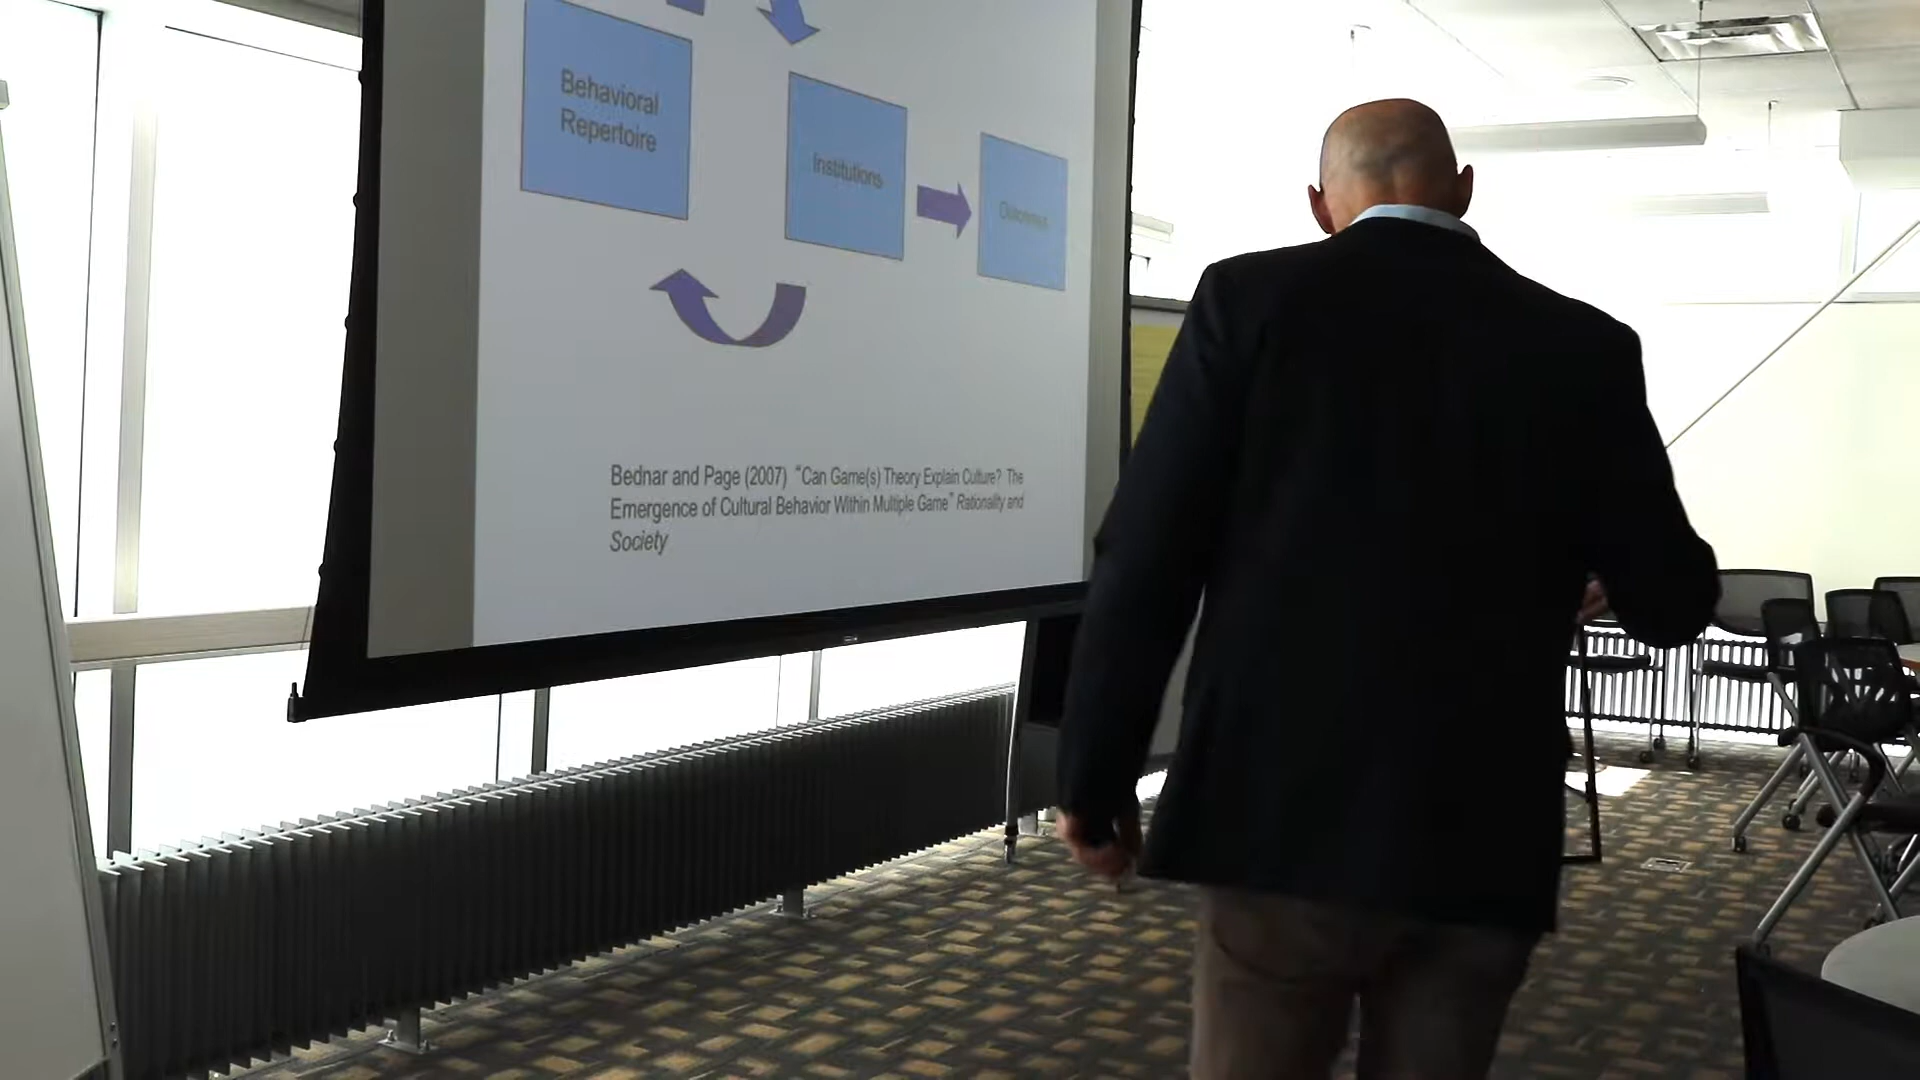 Behavioral
Repertoire
Institutions
Outcomes
Bednar and Page (2007) “Can Game(s) Theory Explain Culture? The
Emergence of Cultural Behavior Within Multiple Game” Rationality and
Society